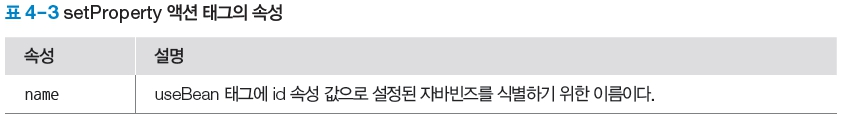 표 4-3 setProperty 액션 태그의 속성
속성 설명
name useBean 태그에 id 속성 값으로 설정된 자바빈즈를 식별하기 위한 이름이다.